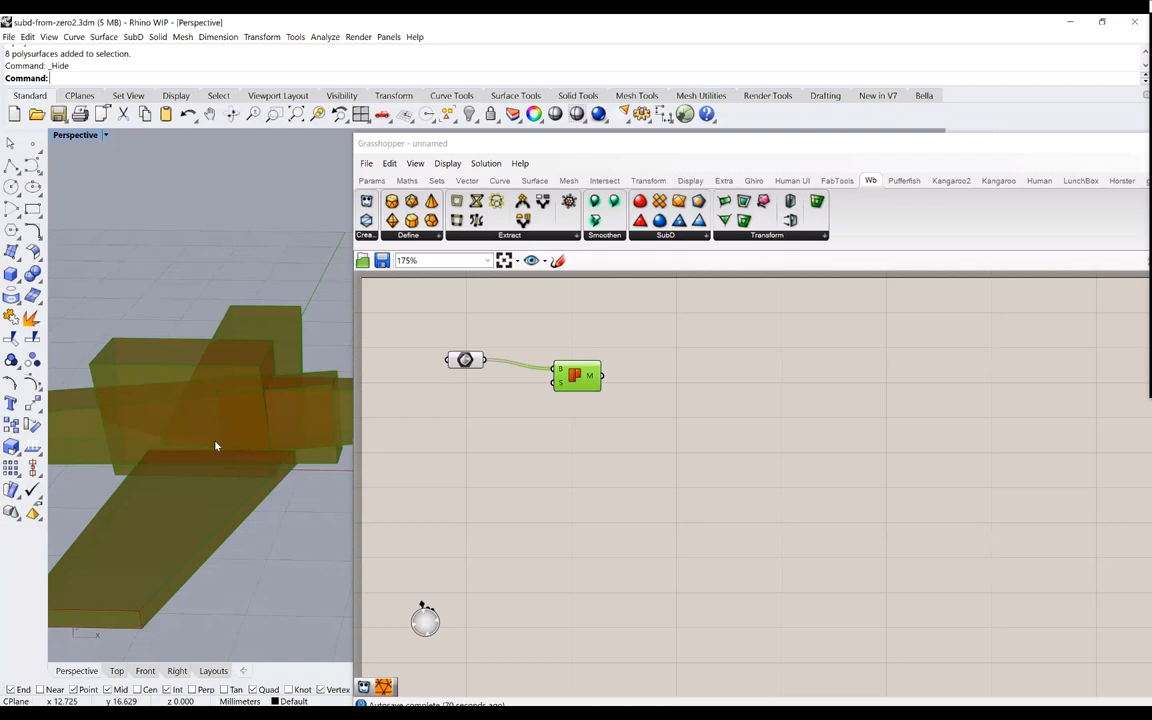 subd-from-zero2.3dm (5 MB) - Rhino WIP - [Perspective]
File Edit View Curve Surface SubD Solid Mesh Dimension Transform Tools Analyze Render Panels Help
8 polysurfaces added to selection.
Command: _Hide
Command:
Standard CPlanes Set View Display Select Viewport Layout Visibility Transform Curve Tools Surface Tools Solid Tools Mesh Tools Mesh Utilities Render Tools Drafting New in V7 Bella
Perspective
Grasshopper - unnamed
File Edit View Display Solution Help
Params Maths Sets Vector Curve Surface Mesh Intersect Transform Display Extra Ghiro Human UI FabTools Wb Pufferfish Kangaroo2 Kangaroo Human LunchBox Horster
Crea... Define Extract Smoothen SubD Transform
175%
B
S
M
x
Perspective Top Front Right Layouts
End Near Point Mid Cen Int Perp Tan Quad Knot Vertex
CPlane x 12.725 y 16.629 z 0.000 Millimeters Default
Autosave complete (70 seconds ago)